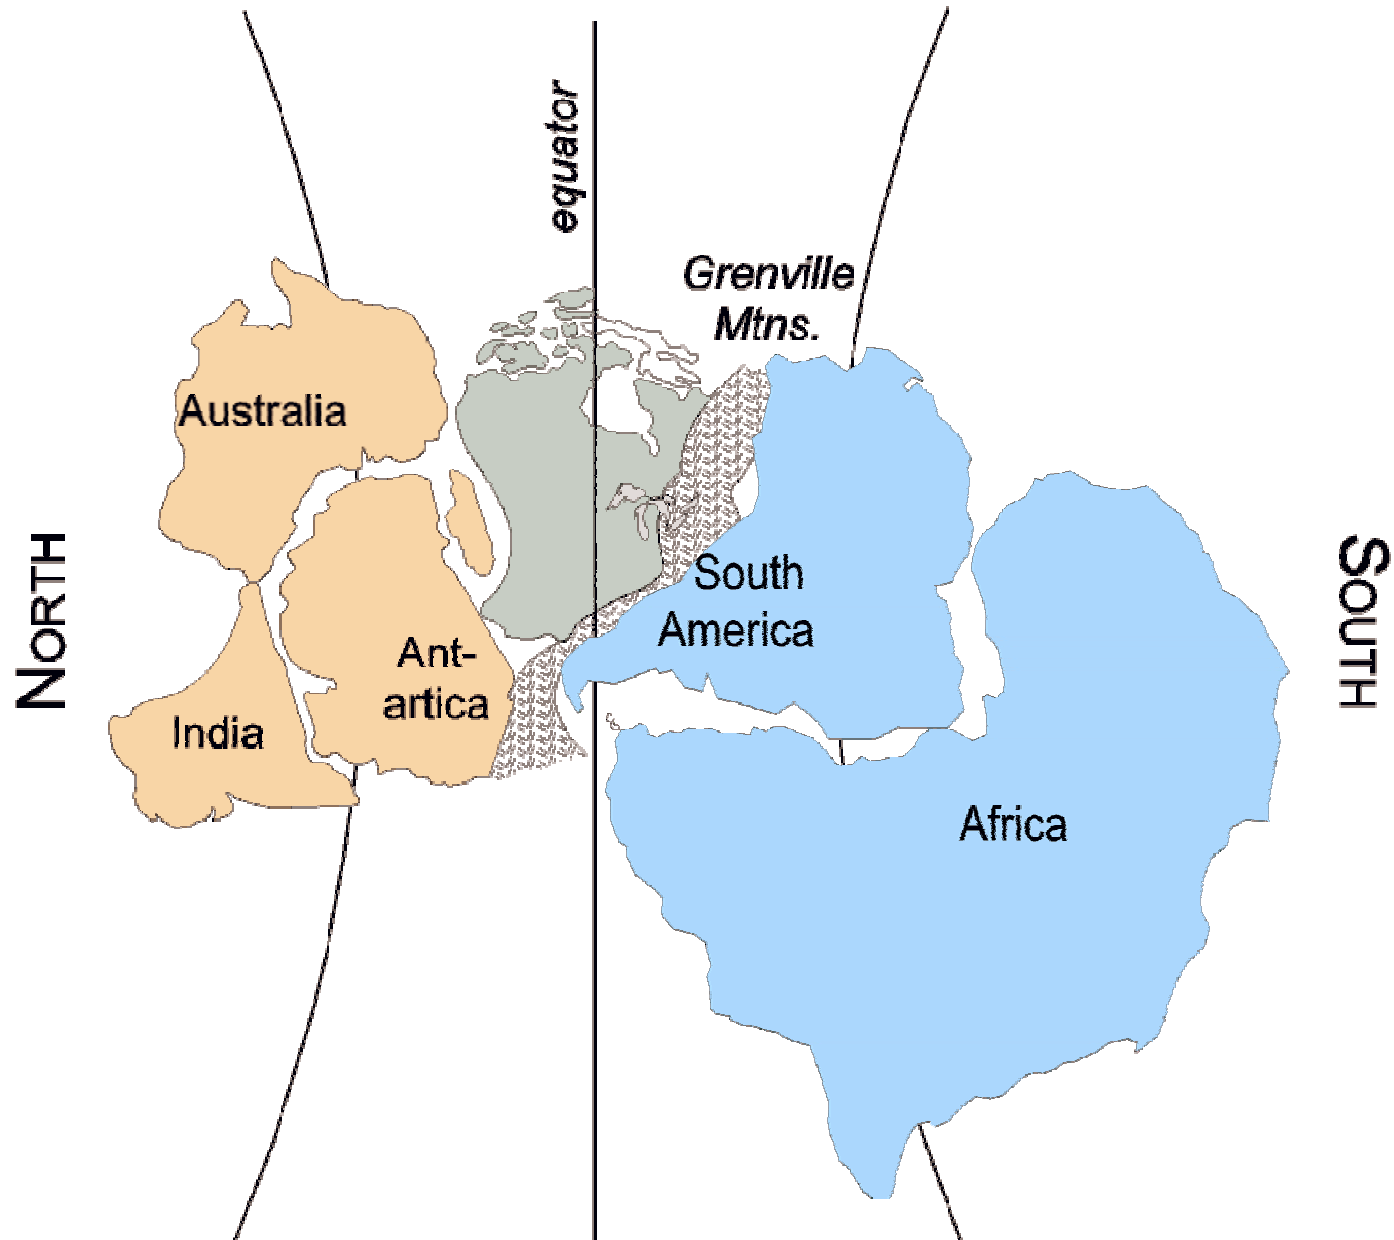 equator
Grenville
Mtns.
Australia
NORTH
SOUTH
South
America
Ant-
artica
India
Africa